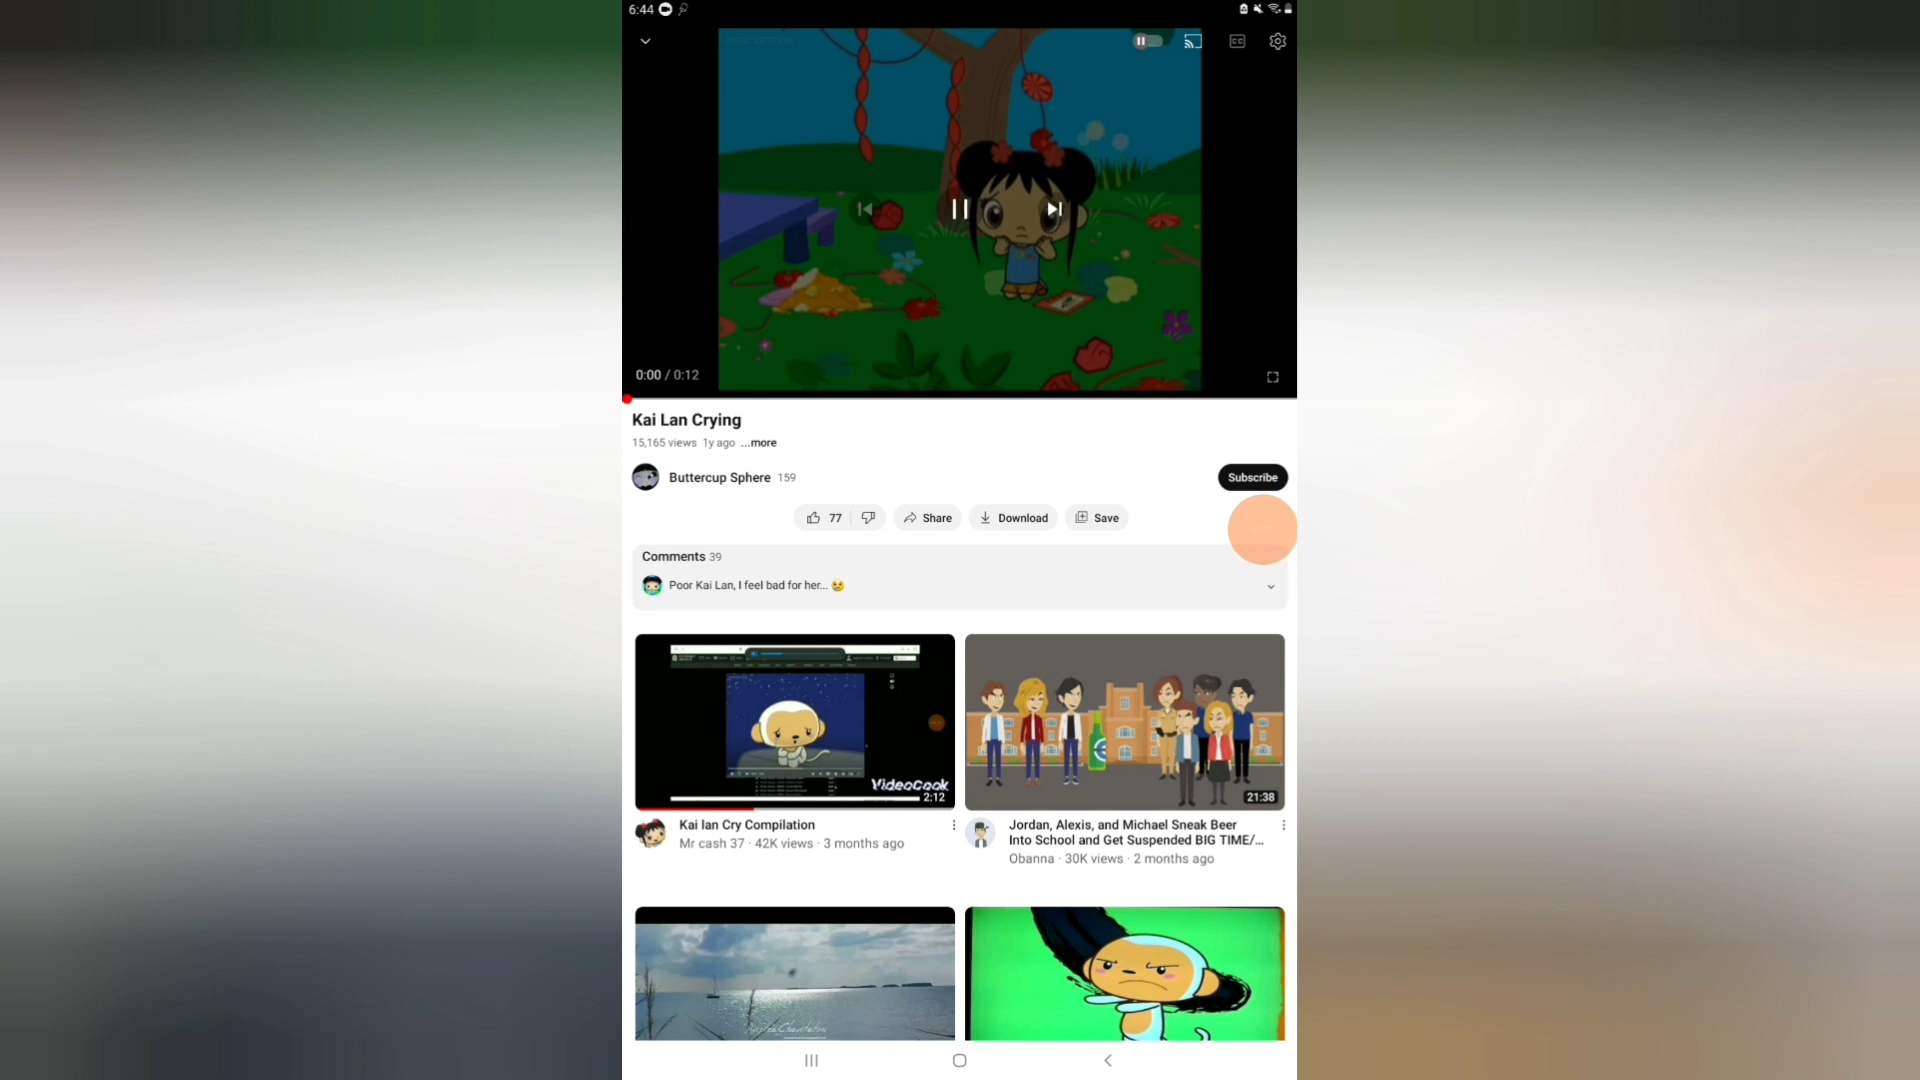 6:44
0:00 / 0:12
Kai Lan Crying
15,165 views 1y ago ...more
Buttercup Sphere 159
Subscribe
77
Share
Download
Save
Comments 39
Poor Kai Lan, I feel bad for her... 😢
VideoCook
2:12
21:38
Kai lan Cry Compilation
Mr cash 37 · 42K views · 3 months ago
Jordan, Alexis, and Michael Sneak Beer
Into School and Get Suspended BIG TIME/...
Obanna · 30K views · 2 months ago